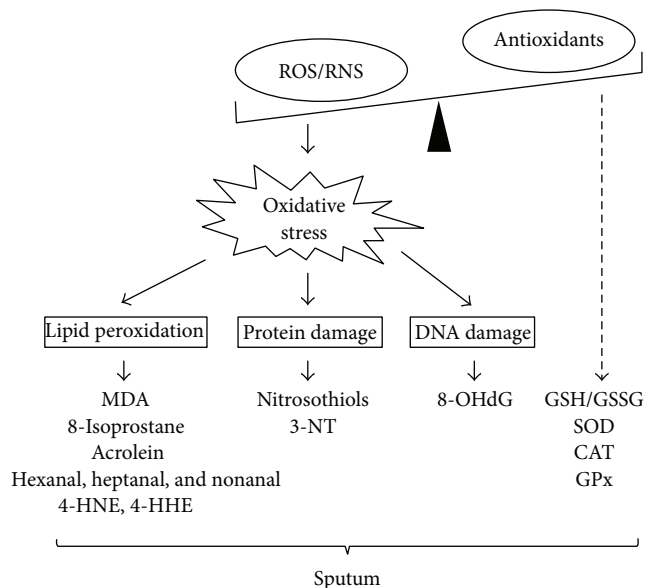 Antioxidants
ROS/RNS
Oxidative
stress
Lipid peroxidation
Protein damage
DNA damage
MDA
8-Isoprostane
Acrolein
Hexanal, heptanal, and nonanal
4-HNE, 4-HHE
Nitrosothiols
3-NT
8-OHdG
GSH/GSSG
SOD
CAT
GPx
Sputum